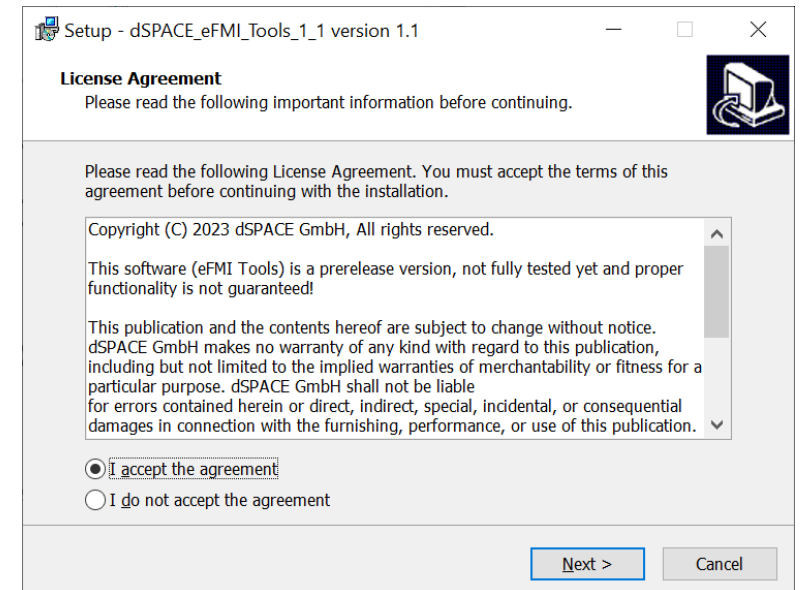 Setup - dSPACE_eFMI_Tools_1_1 version 1.1
License Agreement
Please read the following important information before continuing.
Please read the following License Agreement. You must accept the terms of this
agreement before continuing with the installation.
Copyright (C) 2023 dSPACE GmbH, All rights reserved.
This software (eFMI Tools) is a prerelease version, not fully tested yet and proper
functionality is not guaranteed!
This publication and the contents hereof are subject to change without notice.
dSPACE GmbH makes no warranty of any kind with regard to this publication,
including but not limited to the implied warranties of merchantability or fitness for a
particular purpose. dSPACE GmbH shall not be liable
for errors contained herein or direct, indirect, special, incidental, or consequential
damages in connection with the furnishing, performance, or use of this publication.
I accept the agreement
I do not accept the agreement
Next >
Cancel